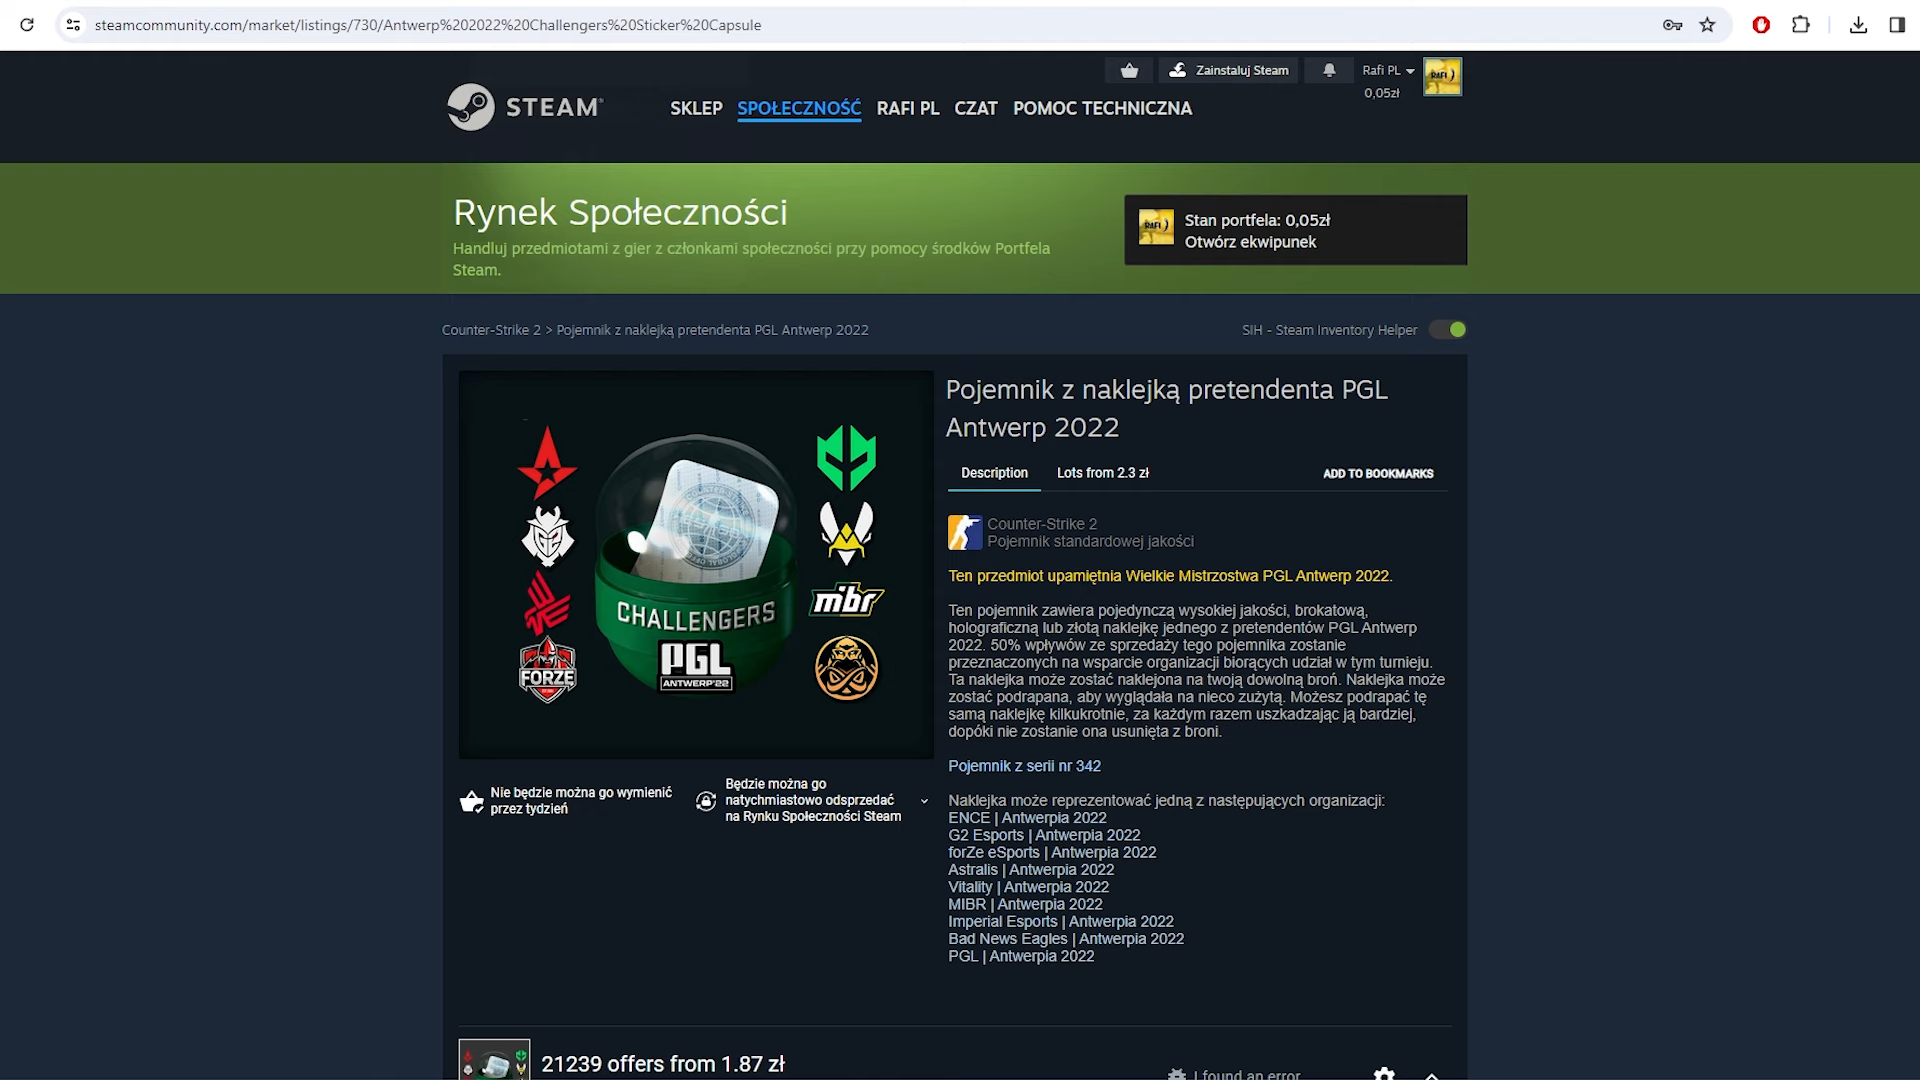 steamcommunity.com/market/listings/730/Antwerp%202022%20Challengers%20Sticker%20Capsule
Zainstaluj Steam
Rafi PL
0,05zł
STEAM
SKLEP SPOŁECZNOŚĆ RAFI PL CZAT POMOC TECHNICZNA
Rynek Społeczności
Handluj przedmiotami z gier z członkami społeczności przy pomocy środków Portfela
Steam.
Stan portfela: 0,05zł
Otwórz ekwipunek
Counter-Strike 2 > Pojemnik z naklejką pretendenta PGL Antwerp 2022
SIH - Steam Inventory Helper
CHALLENGERS
PGL
ANTWERP'22
mibr
FORZE
Pojemnik z naklejką pretendenta PGL
Antwerp 2022
Description Lots from 2.3 zł ADD TO BOOKMARKS
Counter-Strike 2
Pojemnik standardowej jakości
Ten przedmiot upamiętnia Wielkie Mistrzostwa PGL Antwerp 2022.
Ten pojemnik zawiera pojedynczą wysokiej jakości, brokatową,
holograficzną lub złotą naklejkę jednego z pretendentów PGL Antwerp
2022. 50% wpływów ze sprzedaży tego pojemnika zostanie
przeznaczonych na wsparcie organizacji biorących udział w tym turnieju.
Ta naklejka może zostać naklejona na twoją dowolną broń. Naklejka może
zostać podrapana, aby wyglądała na nieco zużytą. Możesz podrapać tę
samą naklejkę kilkukrotnie, za każdym razem uszkadzając ją bardziej,
dopóki nie zostanie ona usunięta z broni.
Pojemnik z serii nr 342
Naklejka może reprezentować jedną z następujących organizacji:
ENCE | Antwerpia 2022
G2 Esports | Antwerpia 2022
forZe eSports | Antwerpia 2022
Astralis | Antwerpia 2022
Vitality | Antwerpia 2022
MIBR | Antwerpia 2022
Imperial Esports | Antwerpia 2022
Bad News Eagles | Antwerpia 2022
PGL | Antwerpia 2022
Nie będzie można go wymienić
przez tydzień
Będzie można go
natychmiastowo odsprzedać
na Rynku Społeczności Steam
21239 offers from 1.87 zł
I found an error